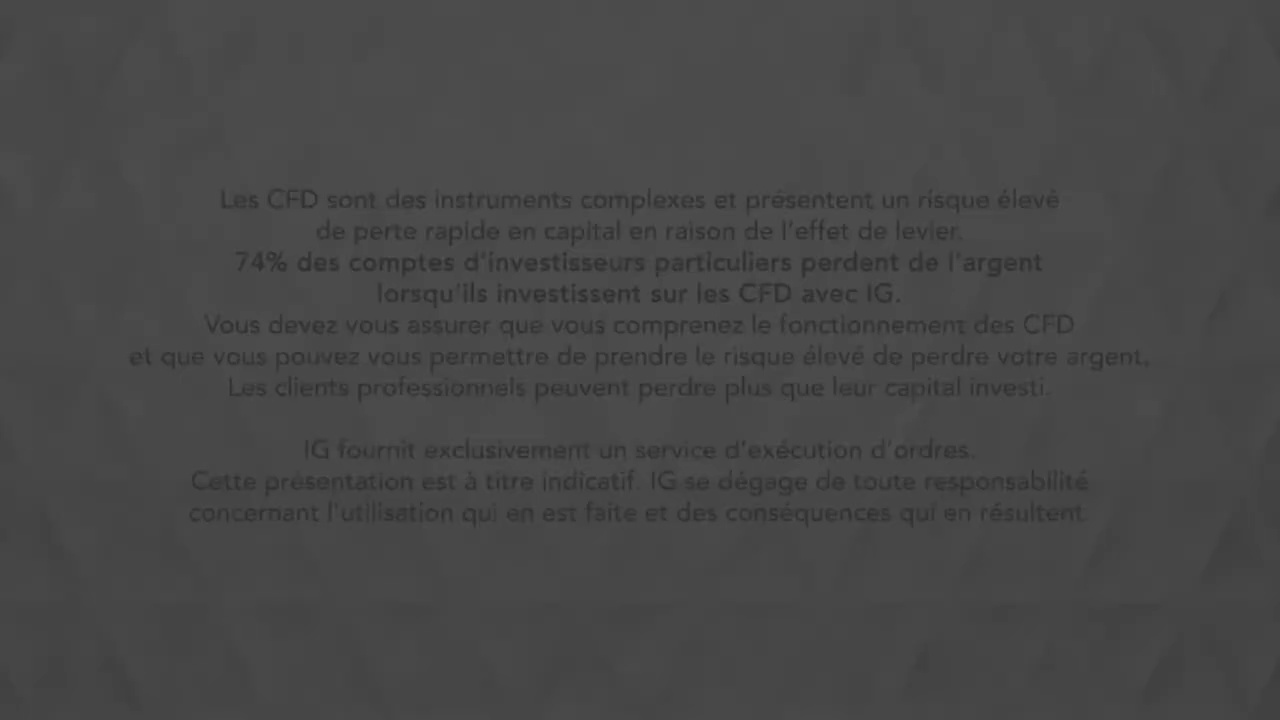 Les CFD sont des instruments complexes et présentent un risque élevé
de perte rapide en capital en raison de l'effet de levier.
74% des comptes d'investisseurs particuliers perdent de l'argent
lorsqu'ils investissent sur les CFD avec IG.
Vous devez vous assurer que vous comprenez le fonctionnement des CFD
et que vous pouvez vous permettre de prendre le risque élevé de perdre votre argent.
Les clients professionnels peuvent perdre plus que leur capital investi.
IG fournit exclusivement un service d'exécution d'ordres.
Cette présentation est à titre indicatif. IG se dégage de toute responsabilité
concernant l'utilisation qui en est faite et des conséquences qui en résultent.